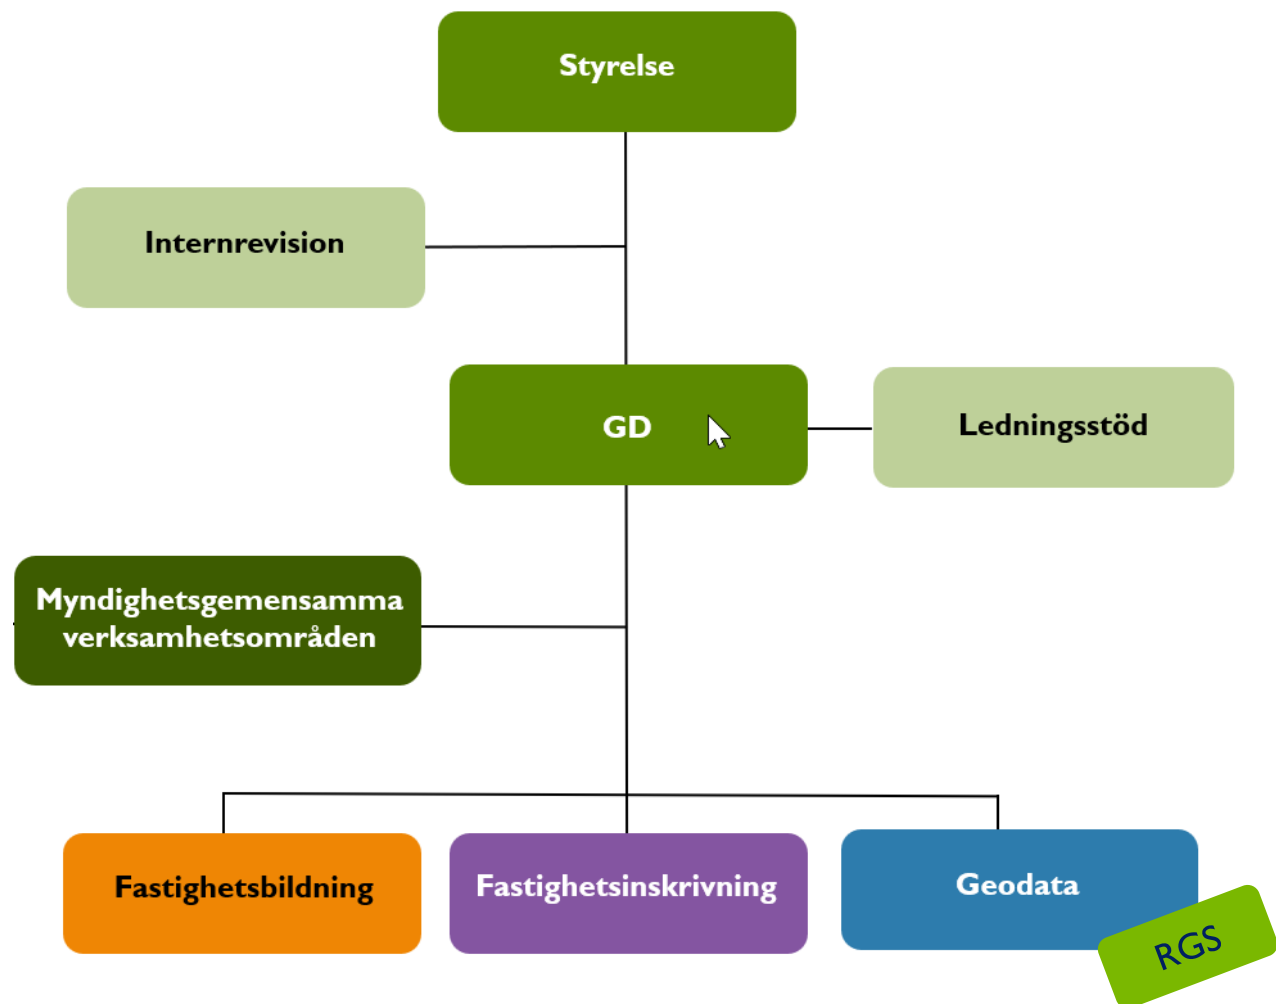 Styrelse
Internrevision
GD
Ledningsstöd
Myndighetsgemensamma
verksamhetsområden
Fastighetsbildning
Fastighetsinskrivning
Geodata
RGS